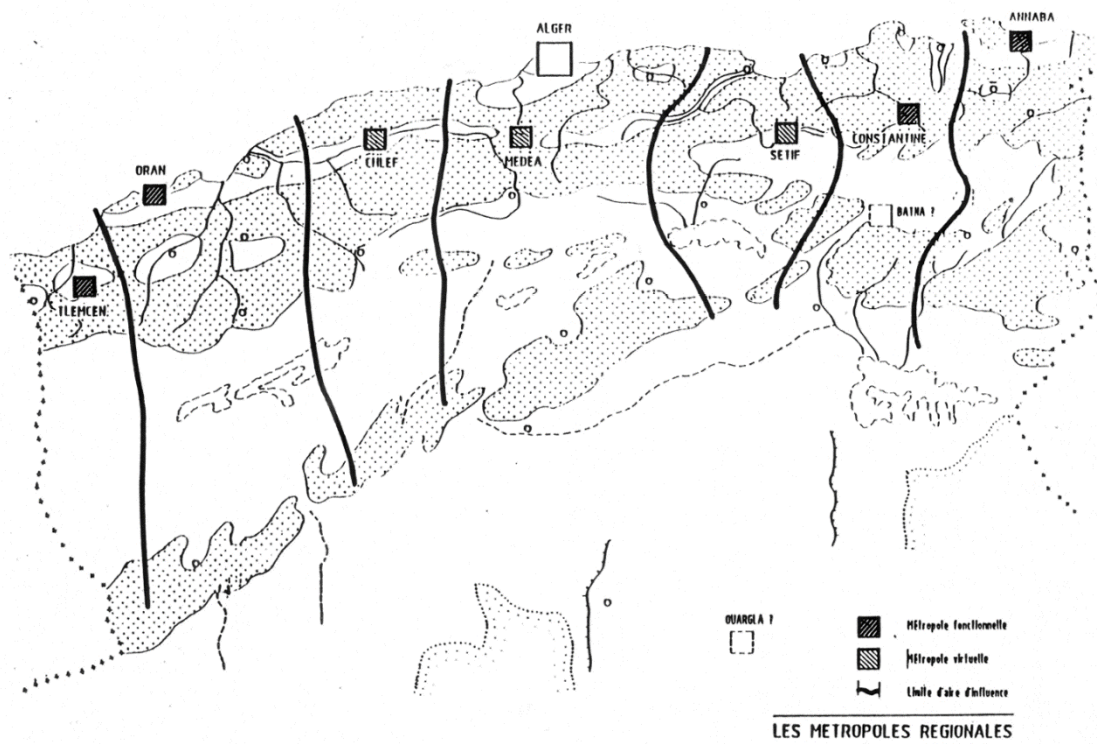 ANNABA
ALGER
CONSTANTINE
SETIF
MEDEA
CHLEF
ORAN
BATNA ?
TLEMCEN
OUARGLA ?
Métropole fonctionnelle
Métropole virtuelle
Limite d'aire d'influence
LES METROPOLES REGIONALES